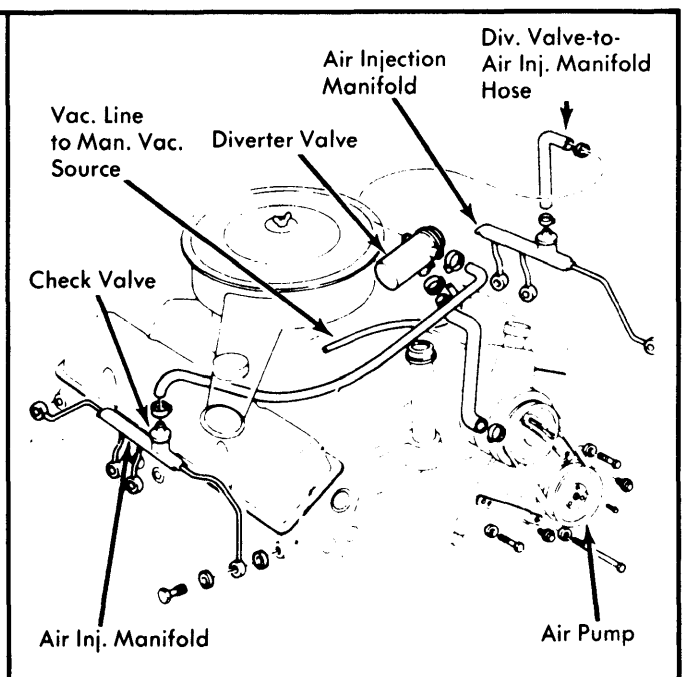 Div. Valve-to-
Air Inj. Manifold
Hose
Air Injection
Manifold
Vac. Line
to Man. Vac.
Source
Diverter Valve
Check Valve
Air Inj. Manifold
Air Pump